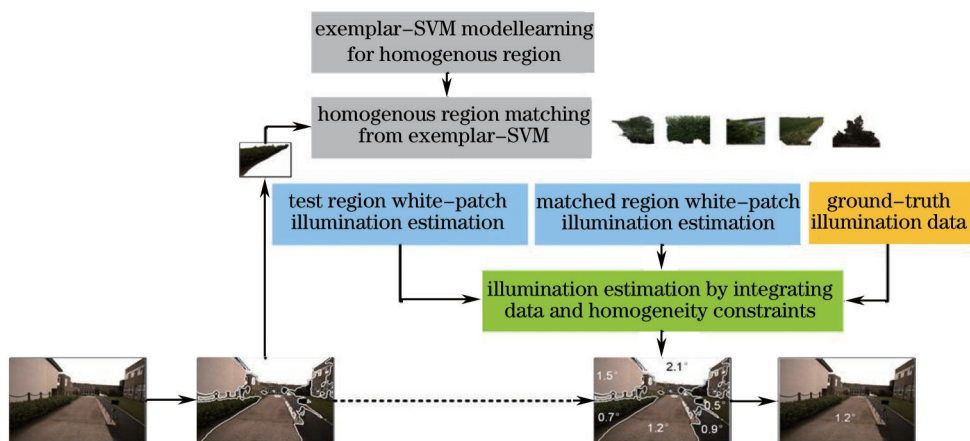 exemplar-SVM modellearning
for homogenous region
homogenous region matching
from exemplar-SVM
test region white-patch
illumination estimation
matched region white-patch
illumination estimation
ground-truth
illumination data
illumination estimation by integrating
data and homogeneity constraints
1.5°
2.1°
0.7°
0.5°
1.2°
0.9°
1.2°